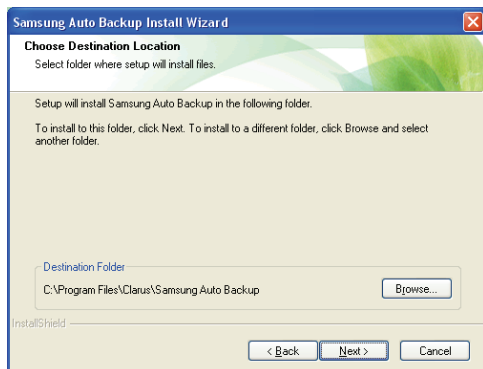 Samsung Auto Backup Install Wizard
Choose Destination Location
Select folder where setup will install files.
Setup will install Samsung Auto Backup in the following folder.
To install to this folder, click Next. To install to a different folder, click Browse and select
another folder.
Destination Folder
C:\Program Files\Clarus\Samsung Auto Backup
Browse...
InstallShield
< Back
Next >
Cancel